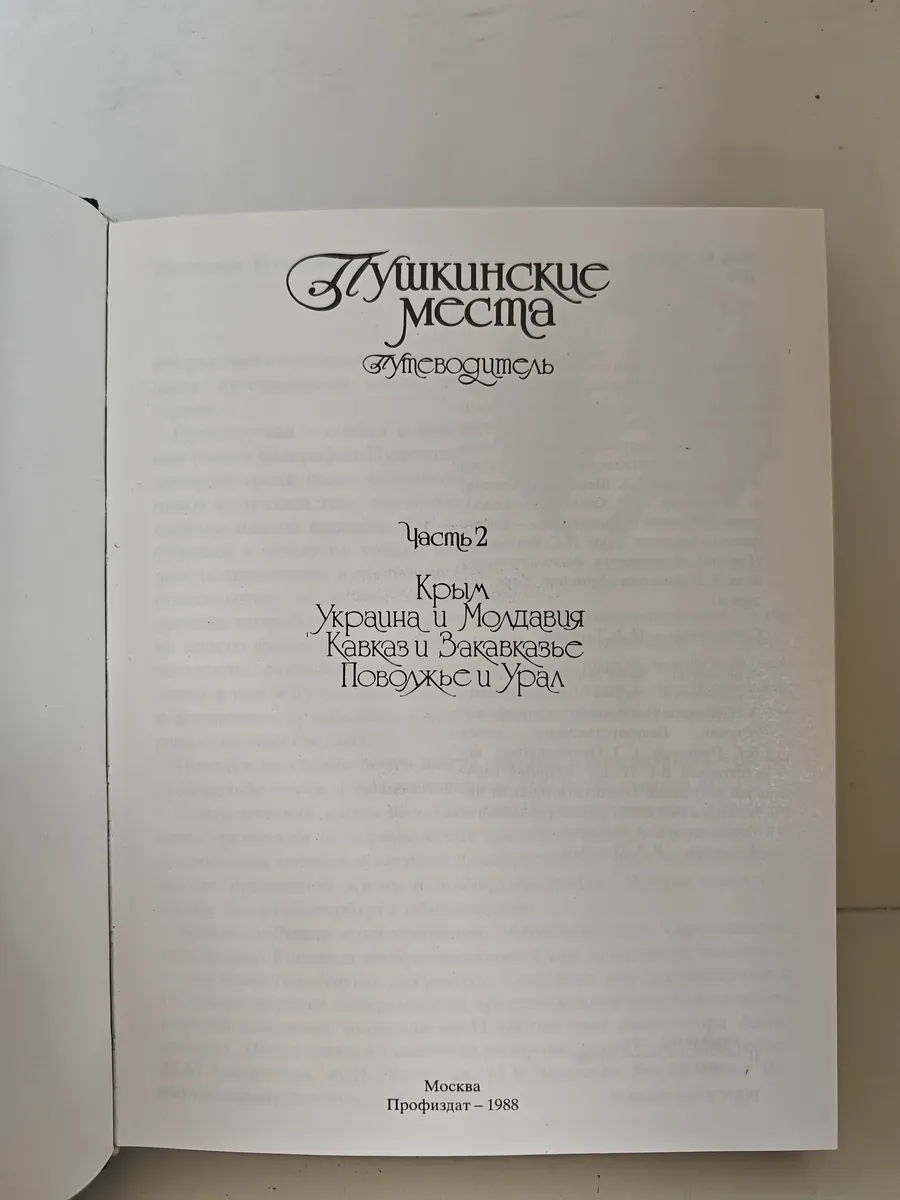 Пушкинские
места
Путеводитель
Часть 2
Крым
Украина и Молдавия
Кавказ и Закавказье
Поволжье и Урал
Москва
Профиздат – 1988